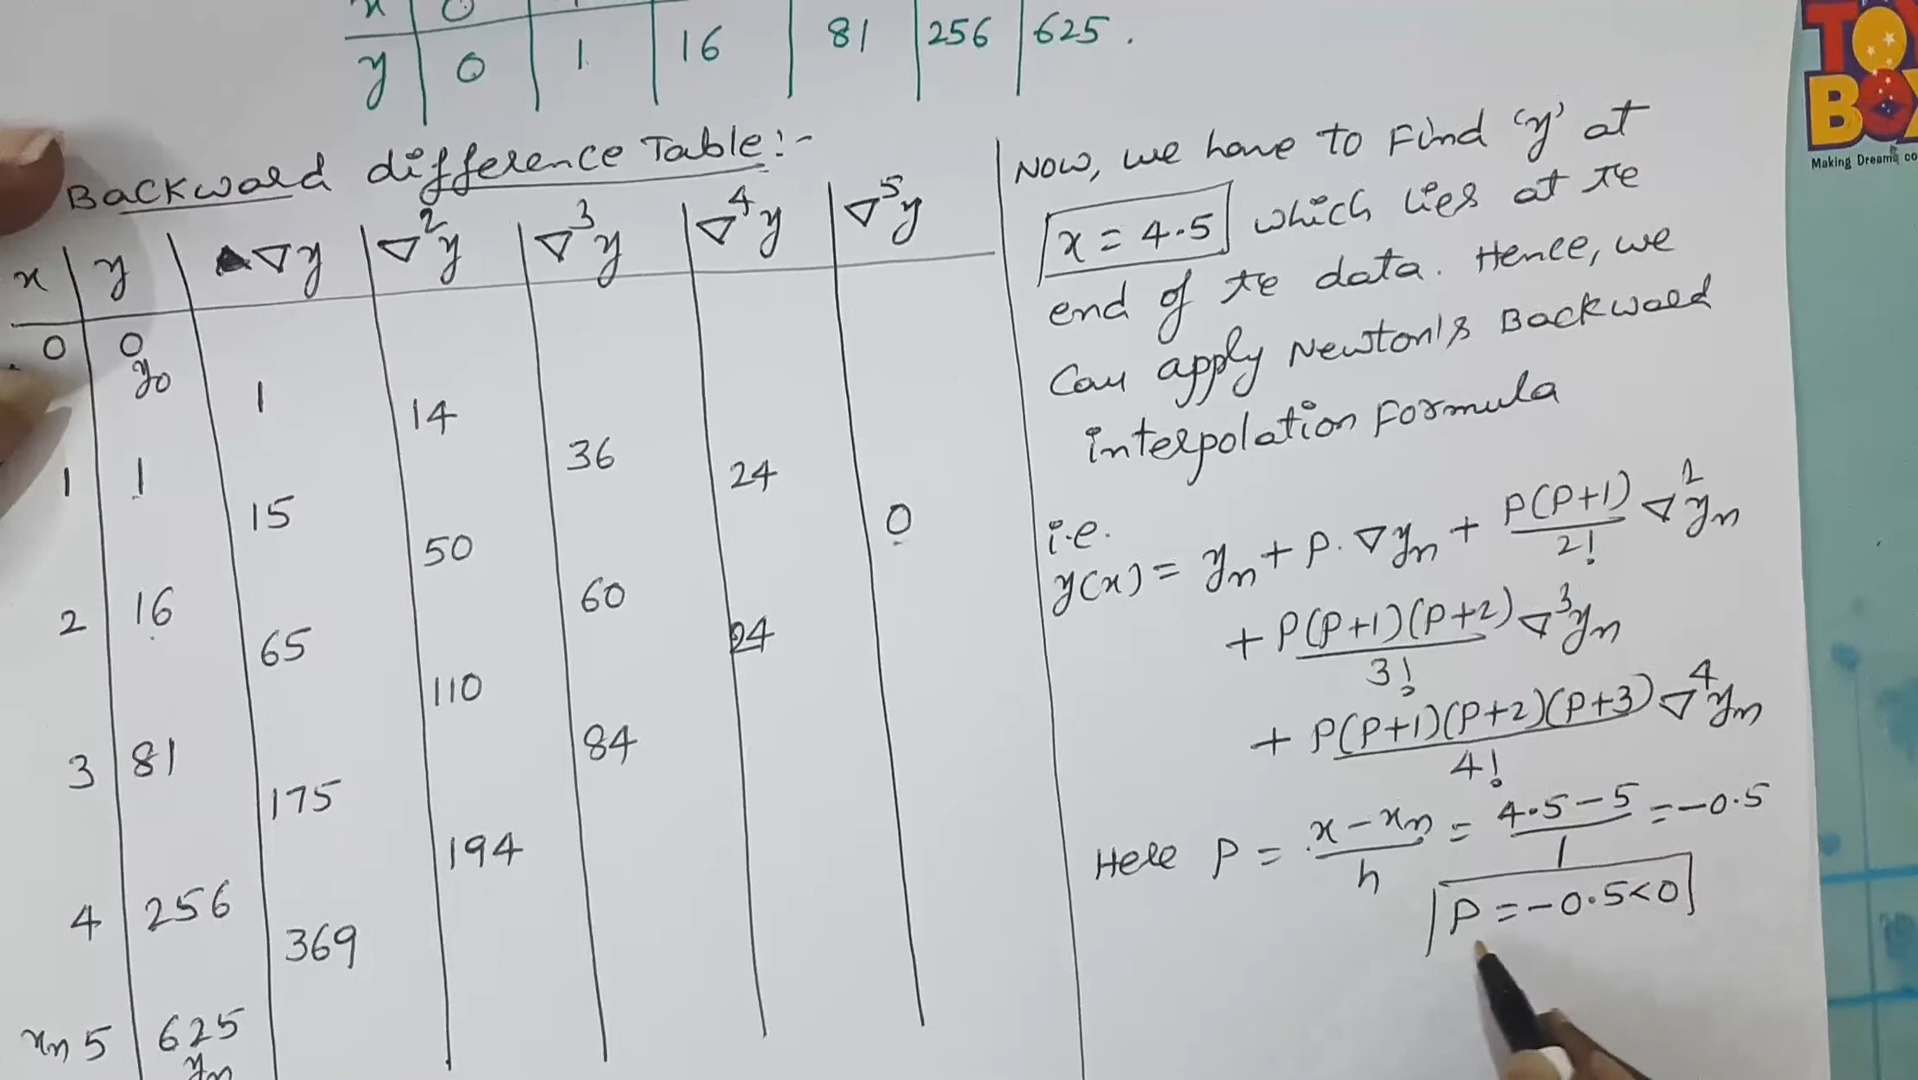 x | 0
y | 0 | 1 | 16 | 81 | 256 | 625 .
Backward difference Table:-
x | y | ∇y | ∇²y | ∇³y | ∇⁴y | ∇⁵y
0 | 0
y₀
1
14
36
1 | 1
24
15
0
50
60
2 | 16
24
65
110
84
3 | 81
175
194
4 | 256
369
xₙ 5 | 625
yₙ
Now, we have to Find 'y' at
x = 4.5 which lies at the
end of the data. Hence, we
Can apply Newton's Backward
interpolation Formula
i.e.
y(x) = yₙ + P. ∇yₙ + P(P+1)/2! ∇²yₙ
+ P(P+1)(P+2)/3! ∇³yₙ
+ P(P+1)(P+2)(P+3)/4! ∇⁴yₙ
Here P = x - xₙ/h = 4.5 - 5/1 = -0.5
P = -0.5 < 0
TOY
BOX
Making Dreams co